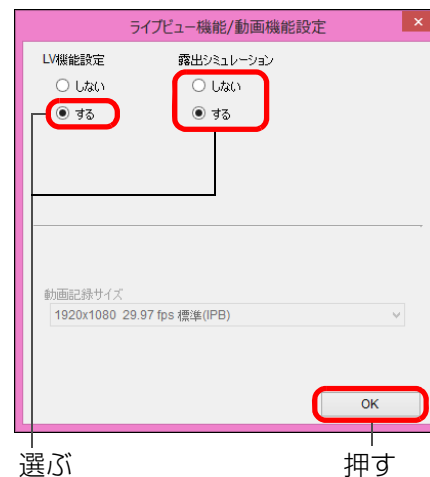 ライブビュー機能/動画機能設定
LV機能設定 露出シミュレーション
しない しない
する する
動画記録サイズ
1920x1080 29.97 fps 標準(IPB)
OK
選ぶ 押す